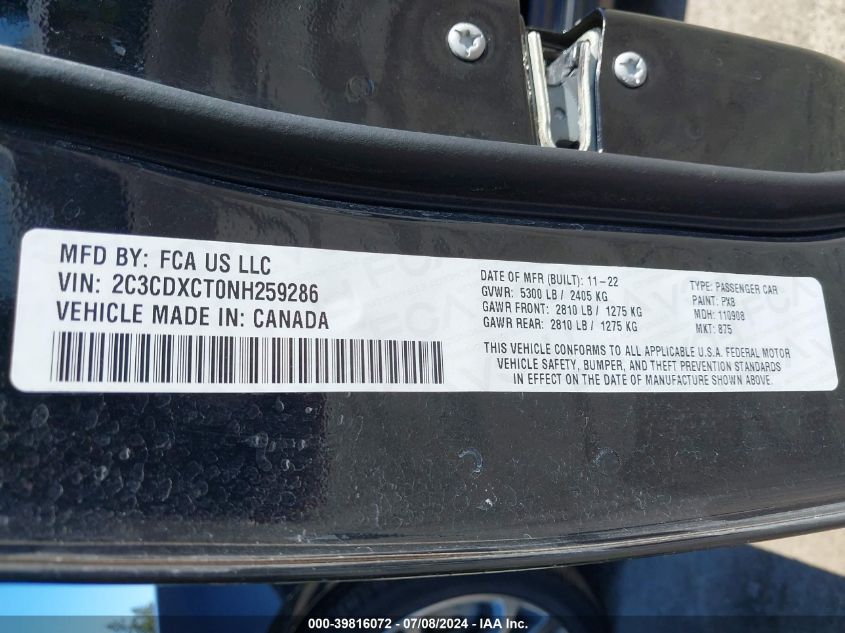 MFD BY: FCA US LLC
VIN: 2C3CDXCT0NH259286
VEHICLE MADE IN: CANADA
DATE OF MFR (BUILT): 11-22
GVWR: 5300 LB / 2405 KG
GAWR FRONT: 2810 LB / 1275 KG
GAWR REAR: 2810 LB / 1275 KG
TYPE: PASSENGER CAR
PAINT: PX8
MDH: 110908
MKT: 875
THIS VEHICLE CONFORMS TO ALL APPLICABLE U.S.A. FEDERAL MOTOR
VEHICLE SAFETY, BUMPER, AND THEFT PREVENTION STANDARDS
IN EFFECT ON THE DATE OF MANUFACTURE SHOWN ABOVE.
000-39816072 - 07/08/2024 - IAA Inc.